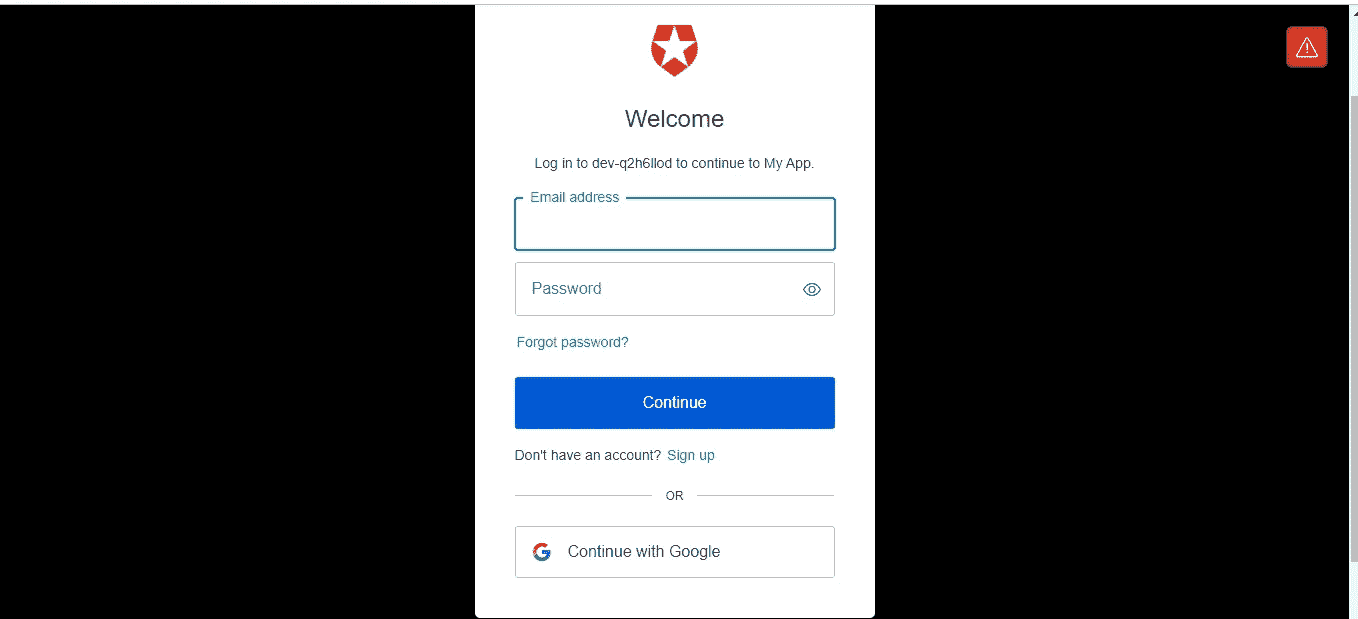 Welcome
Log in to dev-q2h6llod to continue to My App.
Email address
Password
Forgot password?
Continue
Don't have an account? Sign up
OR
Continue with Google